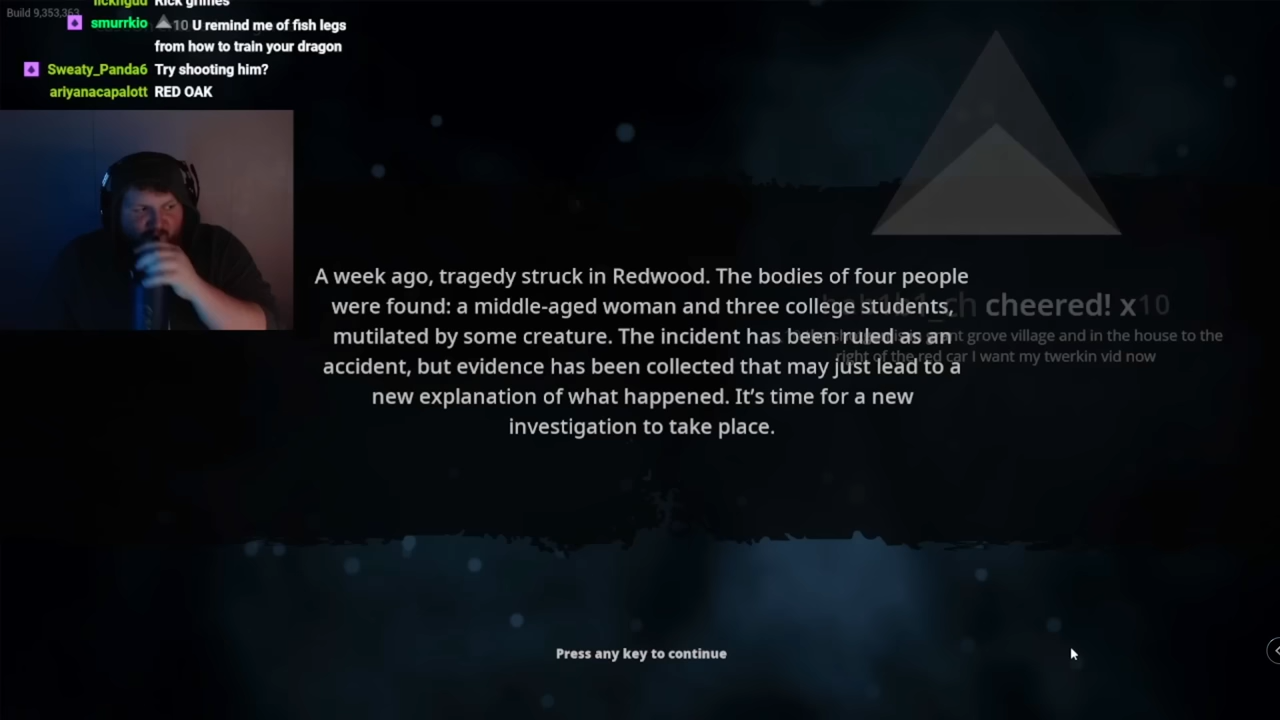 Build 9,353,363
Rick grimes
smurrkio 10 U remind me of fish legs
from how to train your dragon
Sweaty_Panda6 Try shooting him?
ariyanacapalott RED OAK
A week ago, tragedy struck in Redwood. The bodies of four people
were found: a middle-aged woman and three college students,
mutilated by some creature. The incident has been ruled as an
accident, but evidence has been collected that may just lead to a
new explanation of what happened. It’s time for a new
investigation to take place.
cheered! x10
grove village and in the house to the
right of the red car I want my twerkin vid now
Press any key to continue